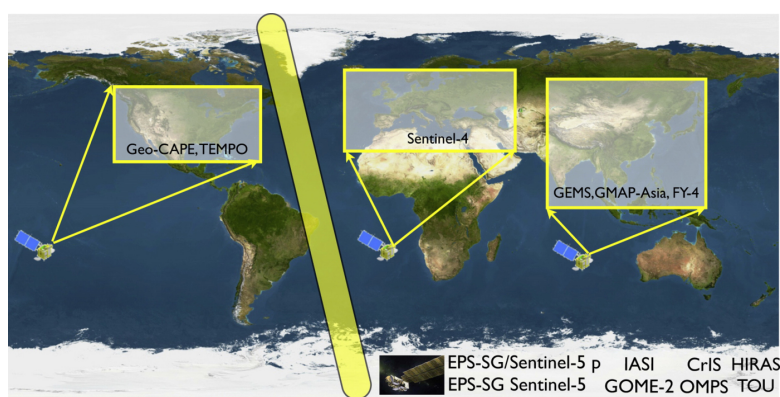 Geo-CAPE, TEMPO
Sentinel-4
GEMS,GMAP-Asia, FY-4
EPS-SG/Sentinel-5 p IASI CrIS HIRAS
EPS-SG Sentinel-5 GOME-2 OMPS TOU